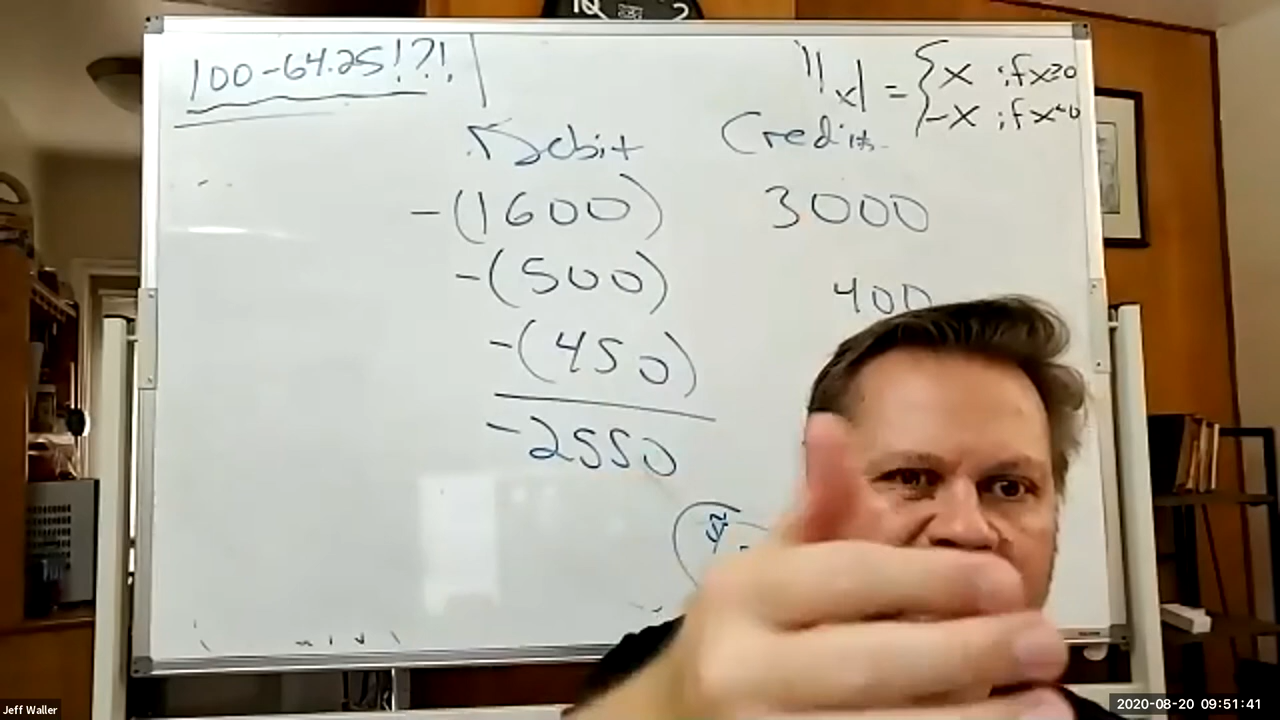 100-64.25!?!
|x| = { x if x≥0
-x if x<0
Debit Credits
-(1600) 3000
-(500) 400
-(450)
-2550
Jeff Waller
2020-08-20 09:51:41